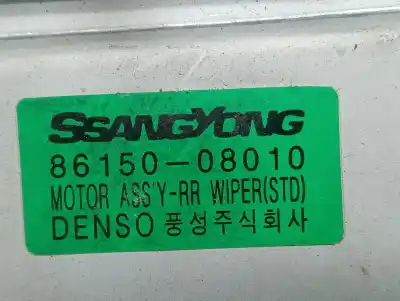 SSANGYONG
86150-08010
MOTOR ASS'Y-RR WIPER(STD)
DENSO 풍성주식회사